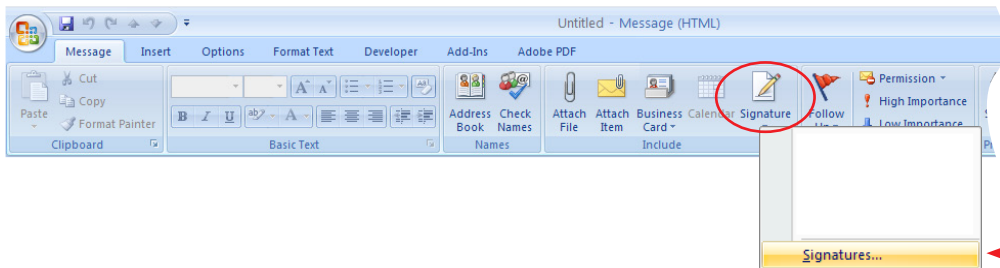 Untitled - Message (HTML)
Message Insert Options Format Text Developer Add-Ins Adobe PDF
Paste
Cut
Copy
Format Painter
Clipboard
B I U
A A
ab A
Basic Text
Address Book
Check Names
Names
Attach File
Attach Item
Business Card
Calendar
Signature
Include
Follow Up
Permission
High Importance
Low Importance
Signatures...